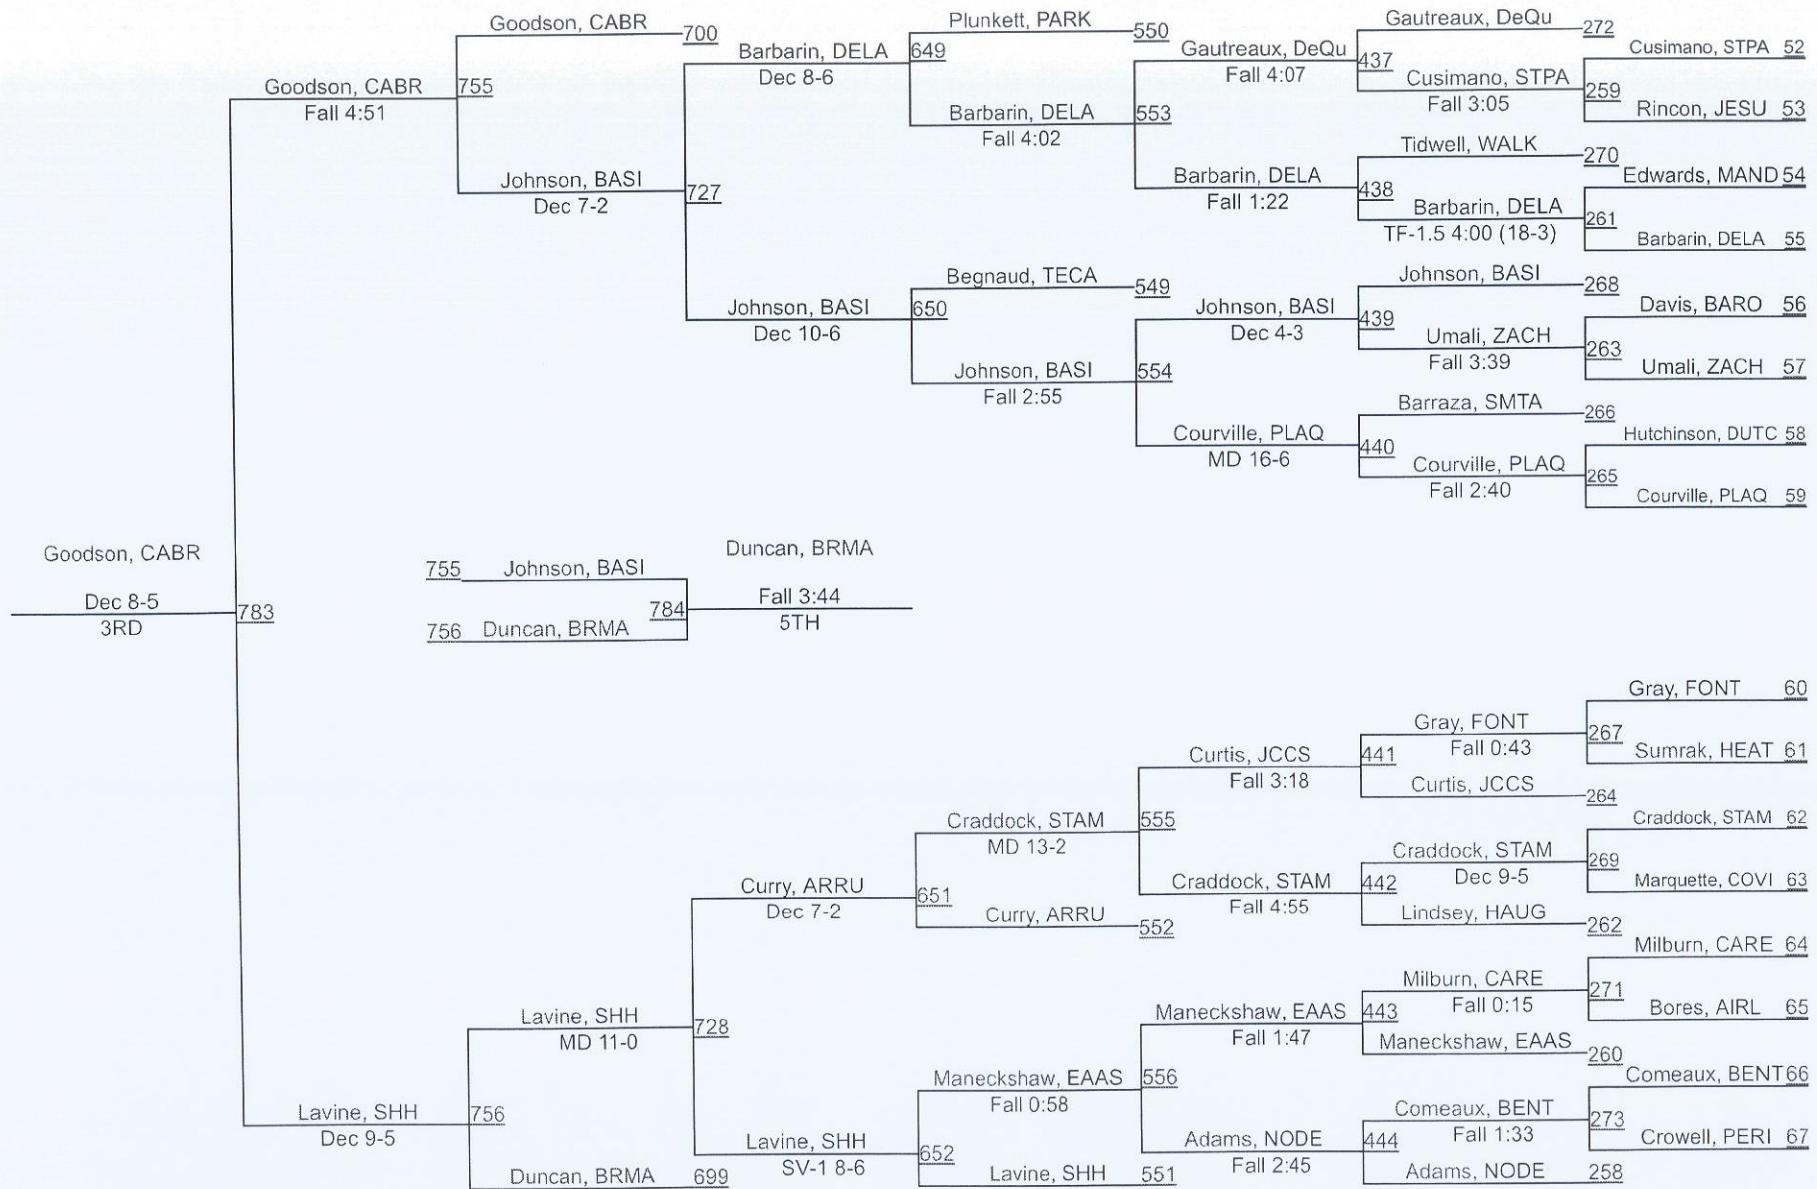 Goodson, CABR
700
Plunkett, PARK
550
Gautreaux, DeQu
272
Barbarin, DELA
649
Dec 8-6
Gautreaux, DeQu
437
Fall 4:07
Cusimano, STPA 52
Cusimano, STPA
259
Fall 3:05
Rincon, JESU 53
Goodson, CABR
755
Fall 4:51
Barbarin, DELA
553
Fall 4:02
Tidwell, WALK
270
Edwards, MAND 54
Johnson, BASI
727
Dec 7-2
Barbarin, DELA
438
Fall 1:22
Barbarin, DELA
261
TF-1.5 4:00 (18-3)
Barbarin, DELA 55
Begnaud, TECA
549
Johnson, BASI
268
Davis, BARO 56
Johnson, BASI
650
Dec 10-6
Johnson, BASI
439
Dec 4-3
Umali, ZACH
263
Fall 3:39
Umali, ZACH 57
Johnson, BASI
554
Fall 2:55
Barraza, SMTA
266
Courville, PLAQ
440
MD 16-6
Hutchinson, DUTC 58
Courville, PLAQ
265
Fall 2:40
Courville, PLAQ 59
Goodson, CABR
Dec 8-5
783
3RD
755 Johnson, BASI
756 Duncan, BRMA
784
Duncan, BRMA
Fall 3:44
5TH
Gray, FONT 60
Gray, FONT
267
Fall 0:43
Sumrak, HEAT 61
Curtis, JCCS
441
Fall 3:18
Curtis, JCCS
264
Craddock, STAM
555
MD 13-2
Craddock, STAM 62
Craddock, STAM
269
Dec 9-5
Marquette, COVI 63
Curry, ARRU
651
Dec 7-2
Craddock, STAM
442
Fall 4:55
Curry, ARRU
552
Lindsey, HAUG
262
Milburn, CARE 64
Milburn, CARE
271
Fall 0:15
Bores, AIRL 65
Lavine, SHH
728
MD 11-0
Maneckshaw, EAAS
443
Fall 1:47
Maneckshaw, EAAS
260
Maneckshaw, EAAS
556
Fall 0:58
Comeaux, BENT 66
Lavine, SHH
756
Dec 9-5
Comeaux, BENT
273
Fall 1:33
Crowell, PERI 67
Lavine, SHH
652
SV-1 8-6
Adams, NODE
444
Fall 2:45
Duncan, BRMA
699
Lavine, SHH
551
Adams, NODE
258